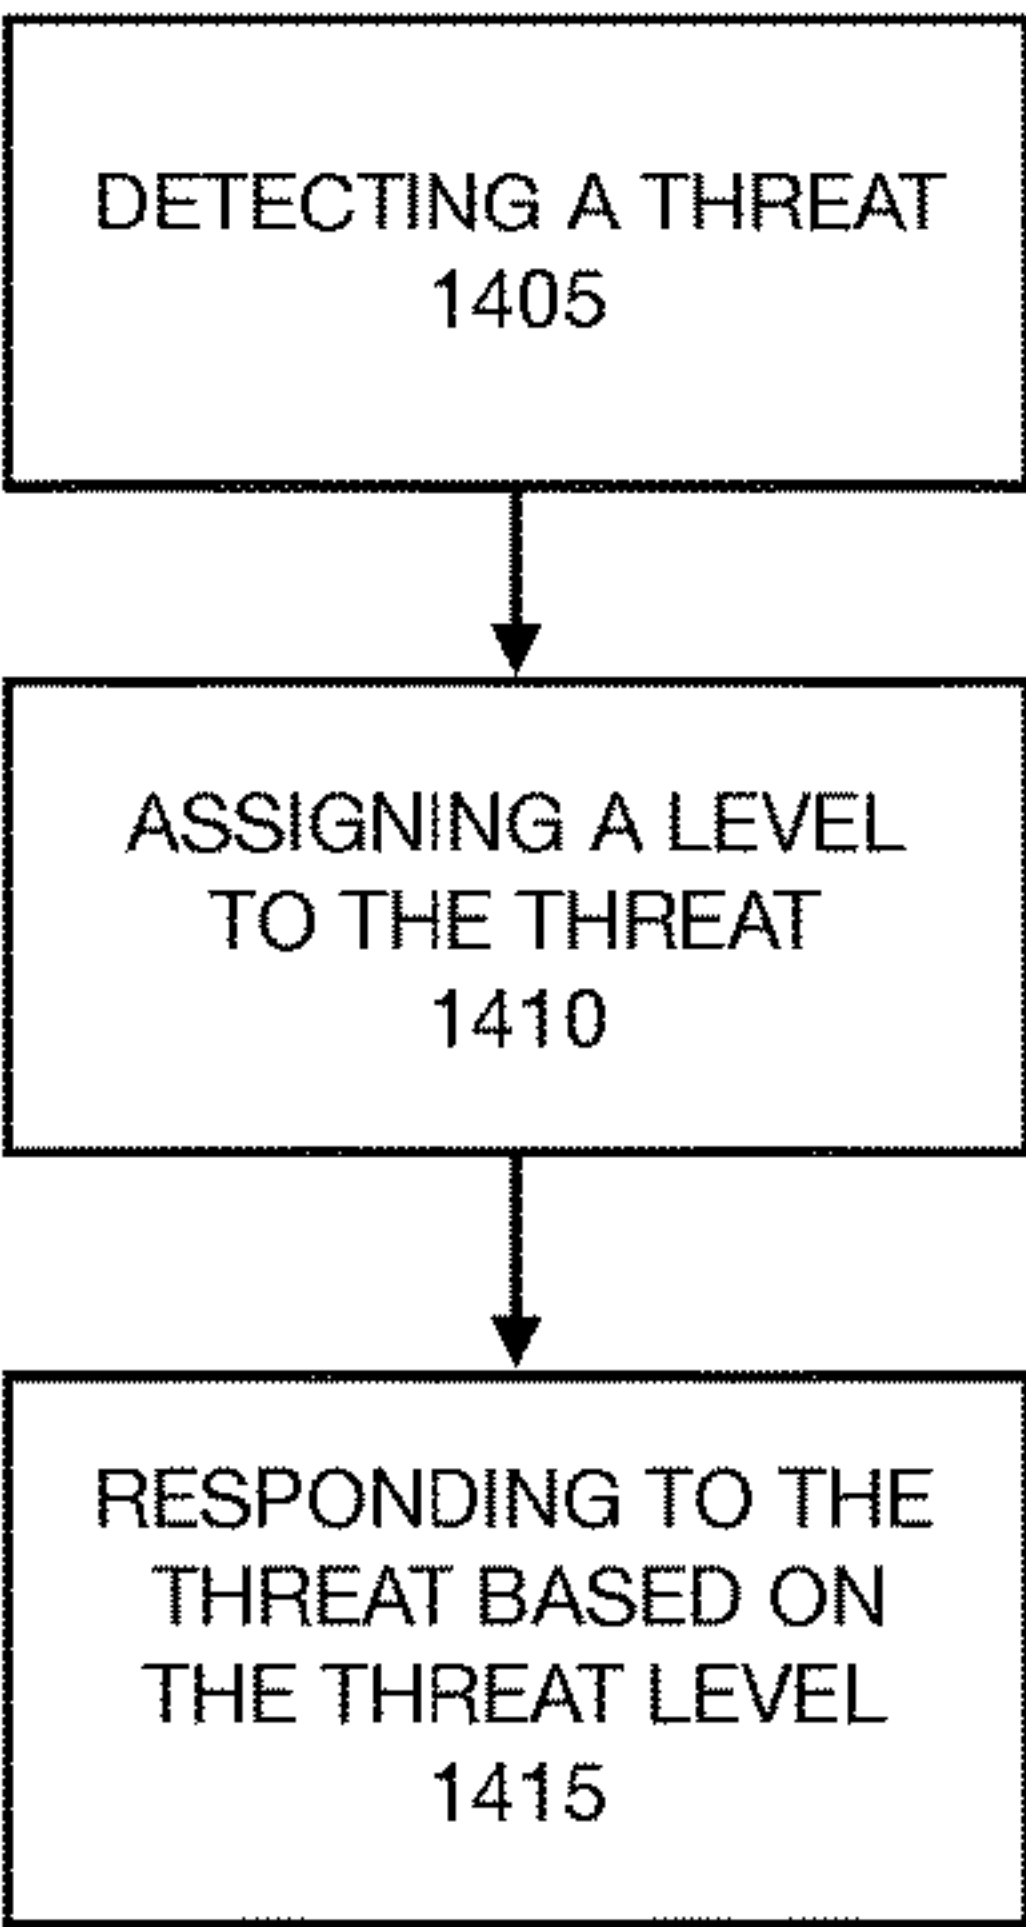 DETECTING A THREAT
1405
ASSIGNING A LEVEL
TO THE THREAT
1410
RESPONDING TO THE
THREAT BASED ON
THE THREAT LEVEL
1415